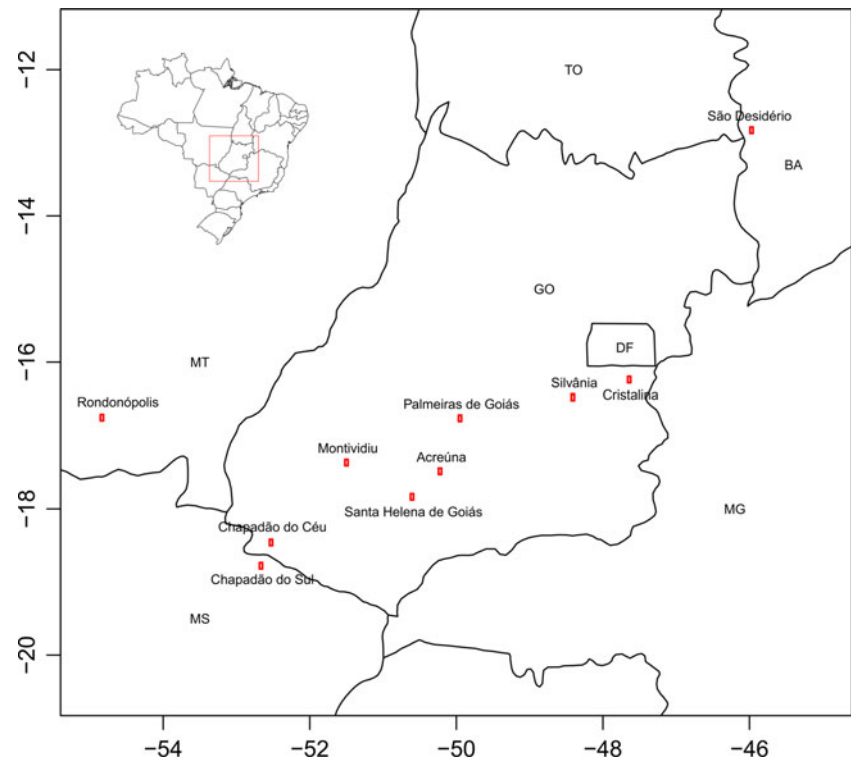 −12
TO
São Desidério
BA
−14
GO
DF
MT
−16
Silvânia
Cristalina
Rondonópolis
Palmeiras de Goiás
Montividiu
Acreúna
−18
Santa Helena de Goiás
MG
Chapadão do Céu
Chapadão do Sul
MS
−20
−54
−52
−50
−48
−46